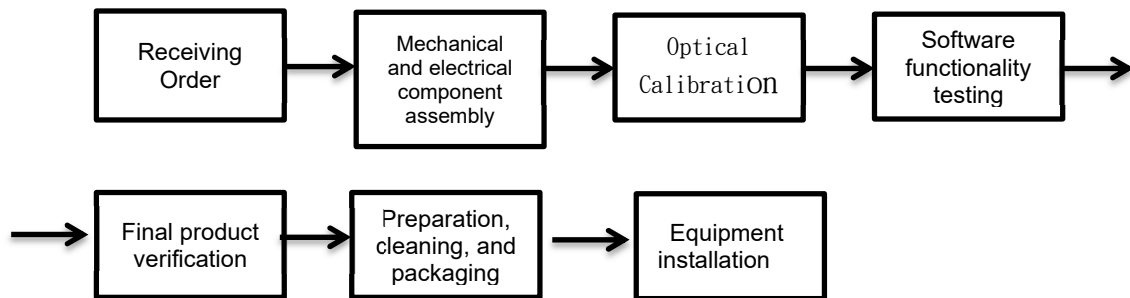 Receiving
Order
Mechanical
and electrical
component
assembly
Optical
Calibration
Software
functionality
testing
Final product
verification
Preparation,
cleaning, and
packaging
Equipment
installation